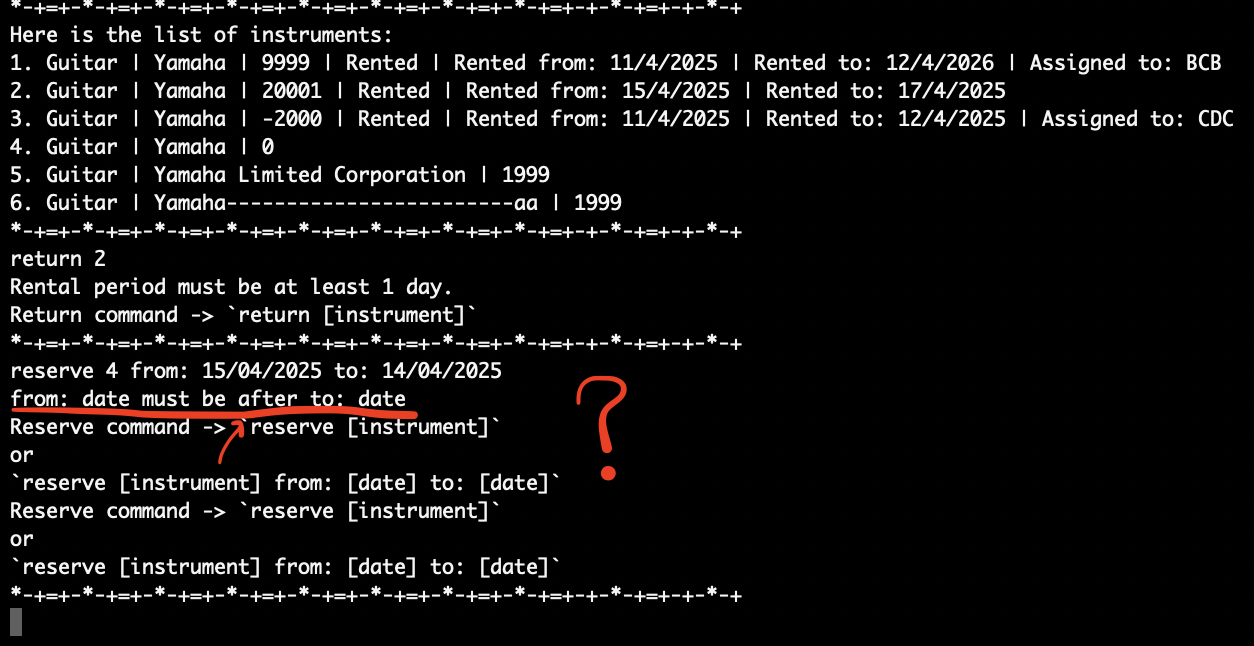 *-+=+-*-+=+-*-+=+-*-+=+-*-+=+-*-+=+-*-+=+-*-+=+-*-+=+-+-*-+
Here is the list of instruments:
1. Guitar | Yamaha | 9999 | Rented | Rented from: 11/4/2025 | Rented to: 12/4/2026 | Assigned to: BCB
2. Guitar | Yamaha | 20001 | Rented | Rented from: 15/4/2025 | Rented to: 17/4/2025
3. Guitar | Yamaha | -2000 | Rented | Rented from: 11/4/2025 | Rented to: 12/4/2025 | Assigned to: CDC
4. Guitar | Yamaha | 0
5. Guitar | Yamaha Limited Corporation | 1999
6. Guitar | Yamaha------------------------aa | 1999
*-+=+-*-+=+-*-+=+-*-+=+-*-+=+-*-+=+-*-+=+-*-+=+-*-+=+-+-*-+
return 2
Rental period must be at least 1 day.
Return command -> `return [instrument]`
*-+=+-*-+=+-*-+=+-*-+=+-*-+=+-*-+=+-*-+=+-*-+=+-*-+=+-+-*-+
reserve 4 from: 15/04/2025 to: 14/04/2025
from: date must be after to: date
?
Reserve command -> `reserve [instrument]`
or
`reserve [instrument] from: [date] to: [date]`
Reserve command -> `reserve [instrument]`
or
`reserve [instrument] from: [date] to: [date]`
*-+=+-*-+=+-*-+=+-*-+=+-*-+=+-*-+=+-*-+=+-*-+=+-*-+=+-+-*-+